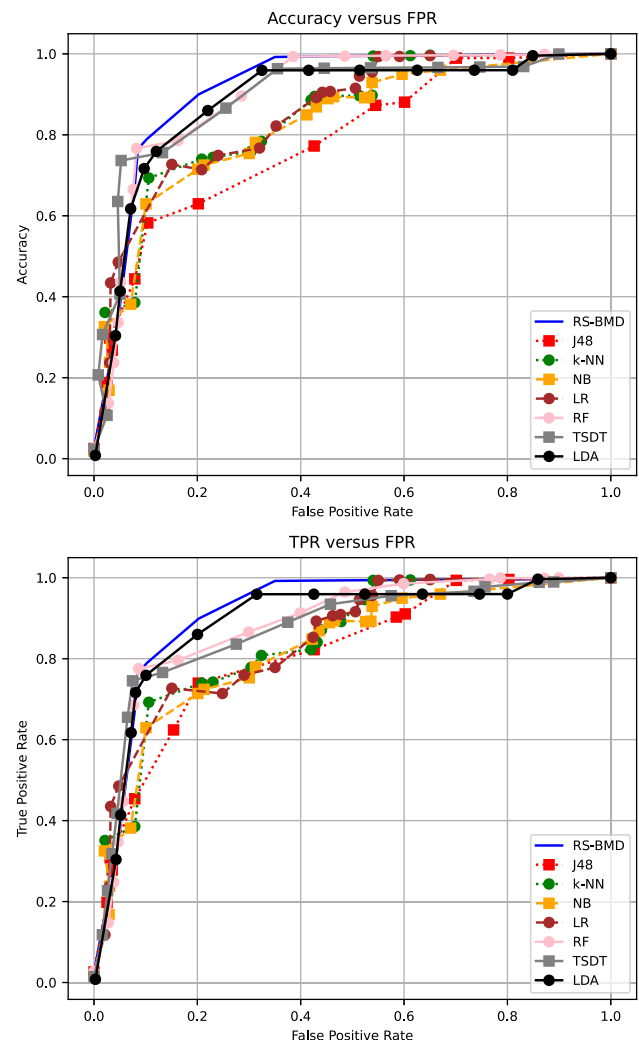 Accuracy versus FPR
1.0
0.8
0.6
0.4
0.2
0.0
Accuracy
RS-BMD
J48
k-NN
NB
LR
RF
TSDT
LDA
0.0 0.2 0.4 0.6 0.8 1.0
False Positive Rate
TPR versus FPR
1.0
0.8
0.6
0.4
0.2
0.0
True Positive Rate
RS-BMD
J48
k-NN
NB
LR
RF
TSDT
LDA
0.0 0.2 0.4 0.6 0.8 1.0
False Positive Rate